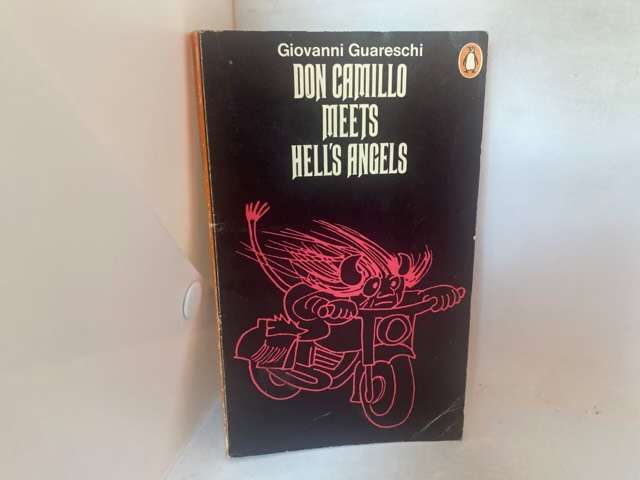 Giovanni Guareschi
DON CAMILLO
MEETS
HELL'S ANGELS